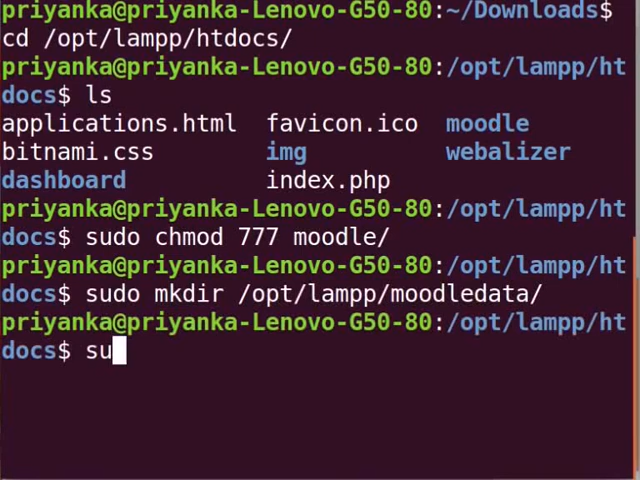 priyanka@priyanka-Lenovo-G50-80:~/Downloads$
cd /opt/lampp/htdocs/
priyanka@priyanka-Lenovo-G50-80:/opt/lampp/ht
docs$ ls
applications.html favicon.ico moodle
bitnami.css img webalizer
dashboard index.php
priyanka@priyanka-Lenovo-G50-80:/opt/lampp/ht
docs$ sudo chmod 777 moodle/
priyanka@priyanka-Lenovo-G50-80:/opt/lampp/ht
docs$ sudo mkdir /opt/lampp/moodledata/
priyanka@priyanka-Lenovo-G50-80:/opt/lampp/ht
docs$ su